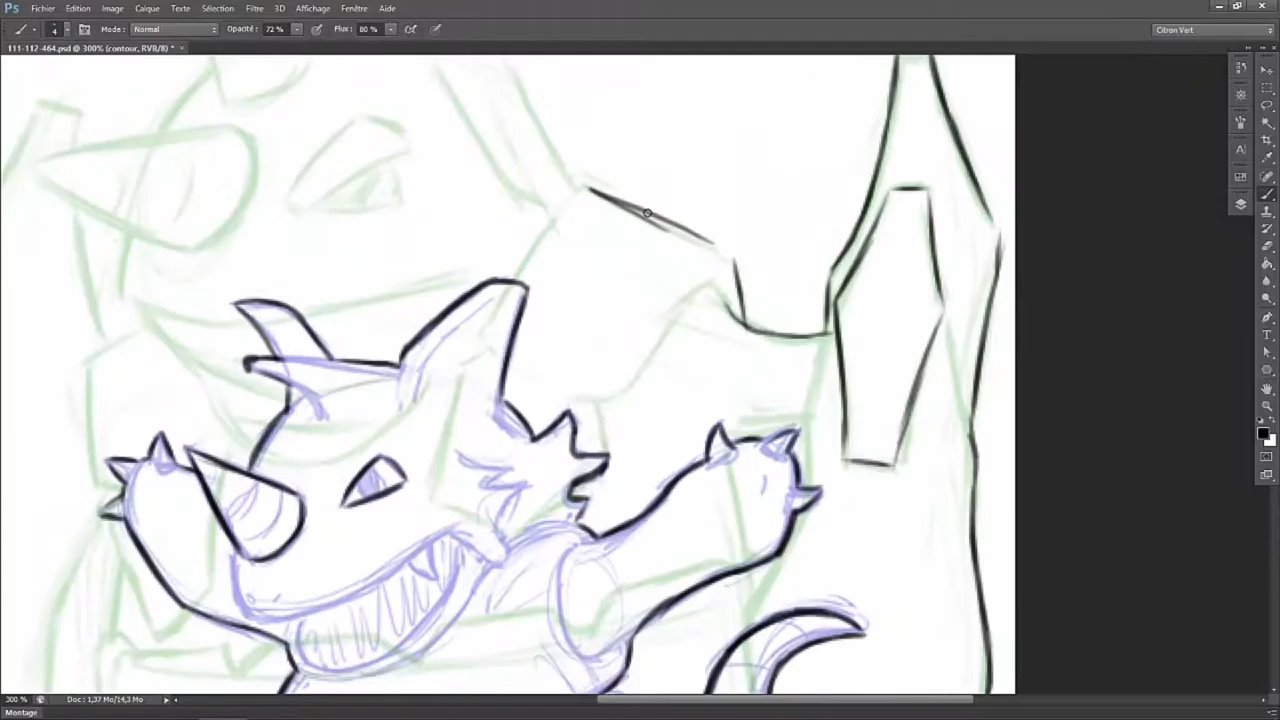 Ps Fichier Edition Image Calque Texte Sélection Filtre 3D Affichage Fenêtre Aide
4 Mode : Normal Opacité : 72 % Flux : 80 % Citron Vert
111-112-464.psd @ 300% (contour, RVB/8) * ×
300 % Doc : 1,37 Mo/14,3 Mo
Montage